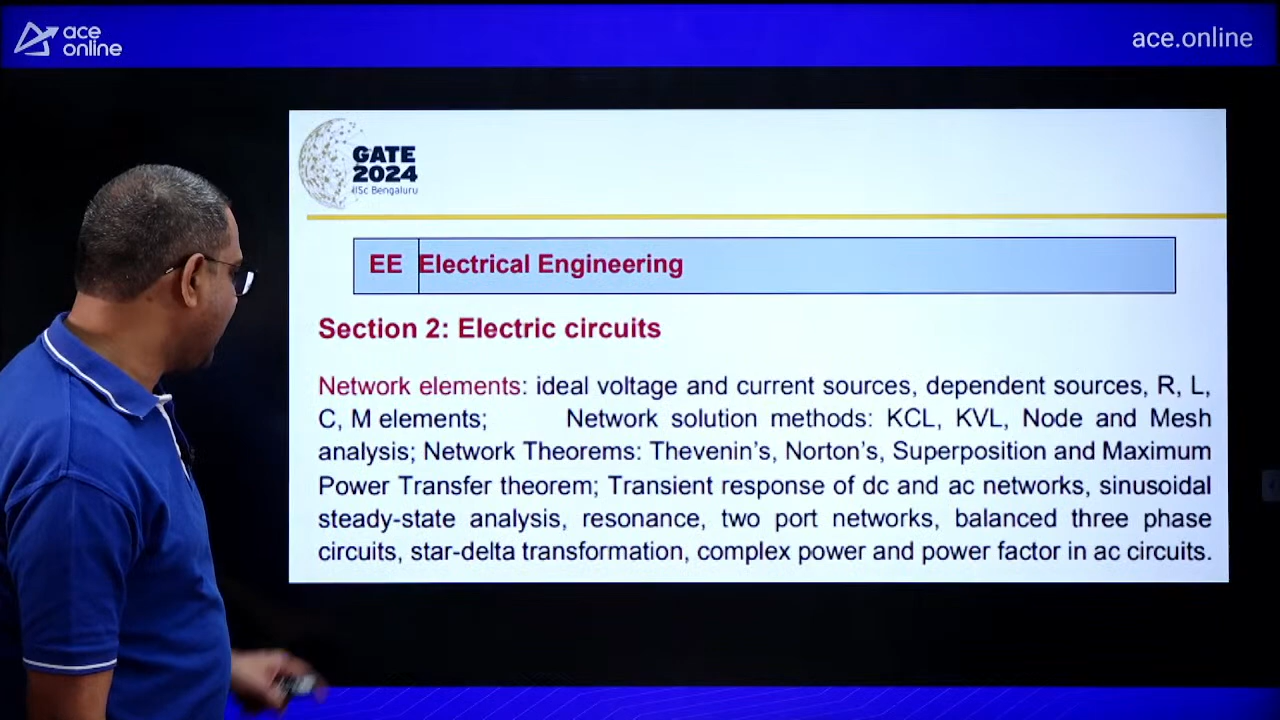 ace
online
ace.online
GATE
2024
IISc Bengaluru
EE Electrical Engineering
Section 2: Electric circuits
Network elements: ideal voltage and current sources, dependent sources, R, L,
C, M elements; Network solution methods: KCL, KVL, Node and Mesh
analysis; Network Theorems: Thevenin’s, Norton’s, Superposition and Maximum
Power Transfer theorem; Transient response of dc and ac networks, sinusoidal
steady-state analysis, resonance, two port networks, balanced three phase
circuits, star-delta transformation, complex power and power factor in ac circuits.